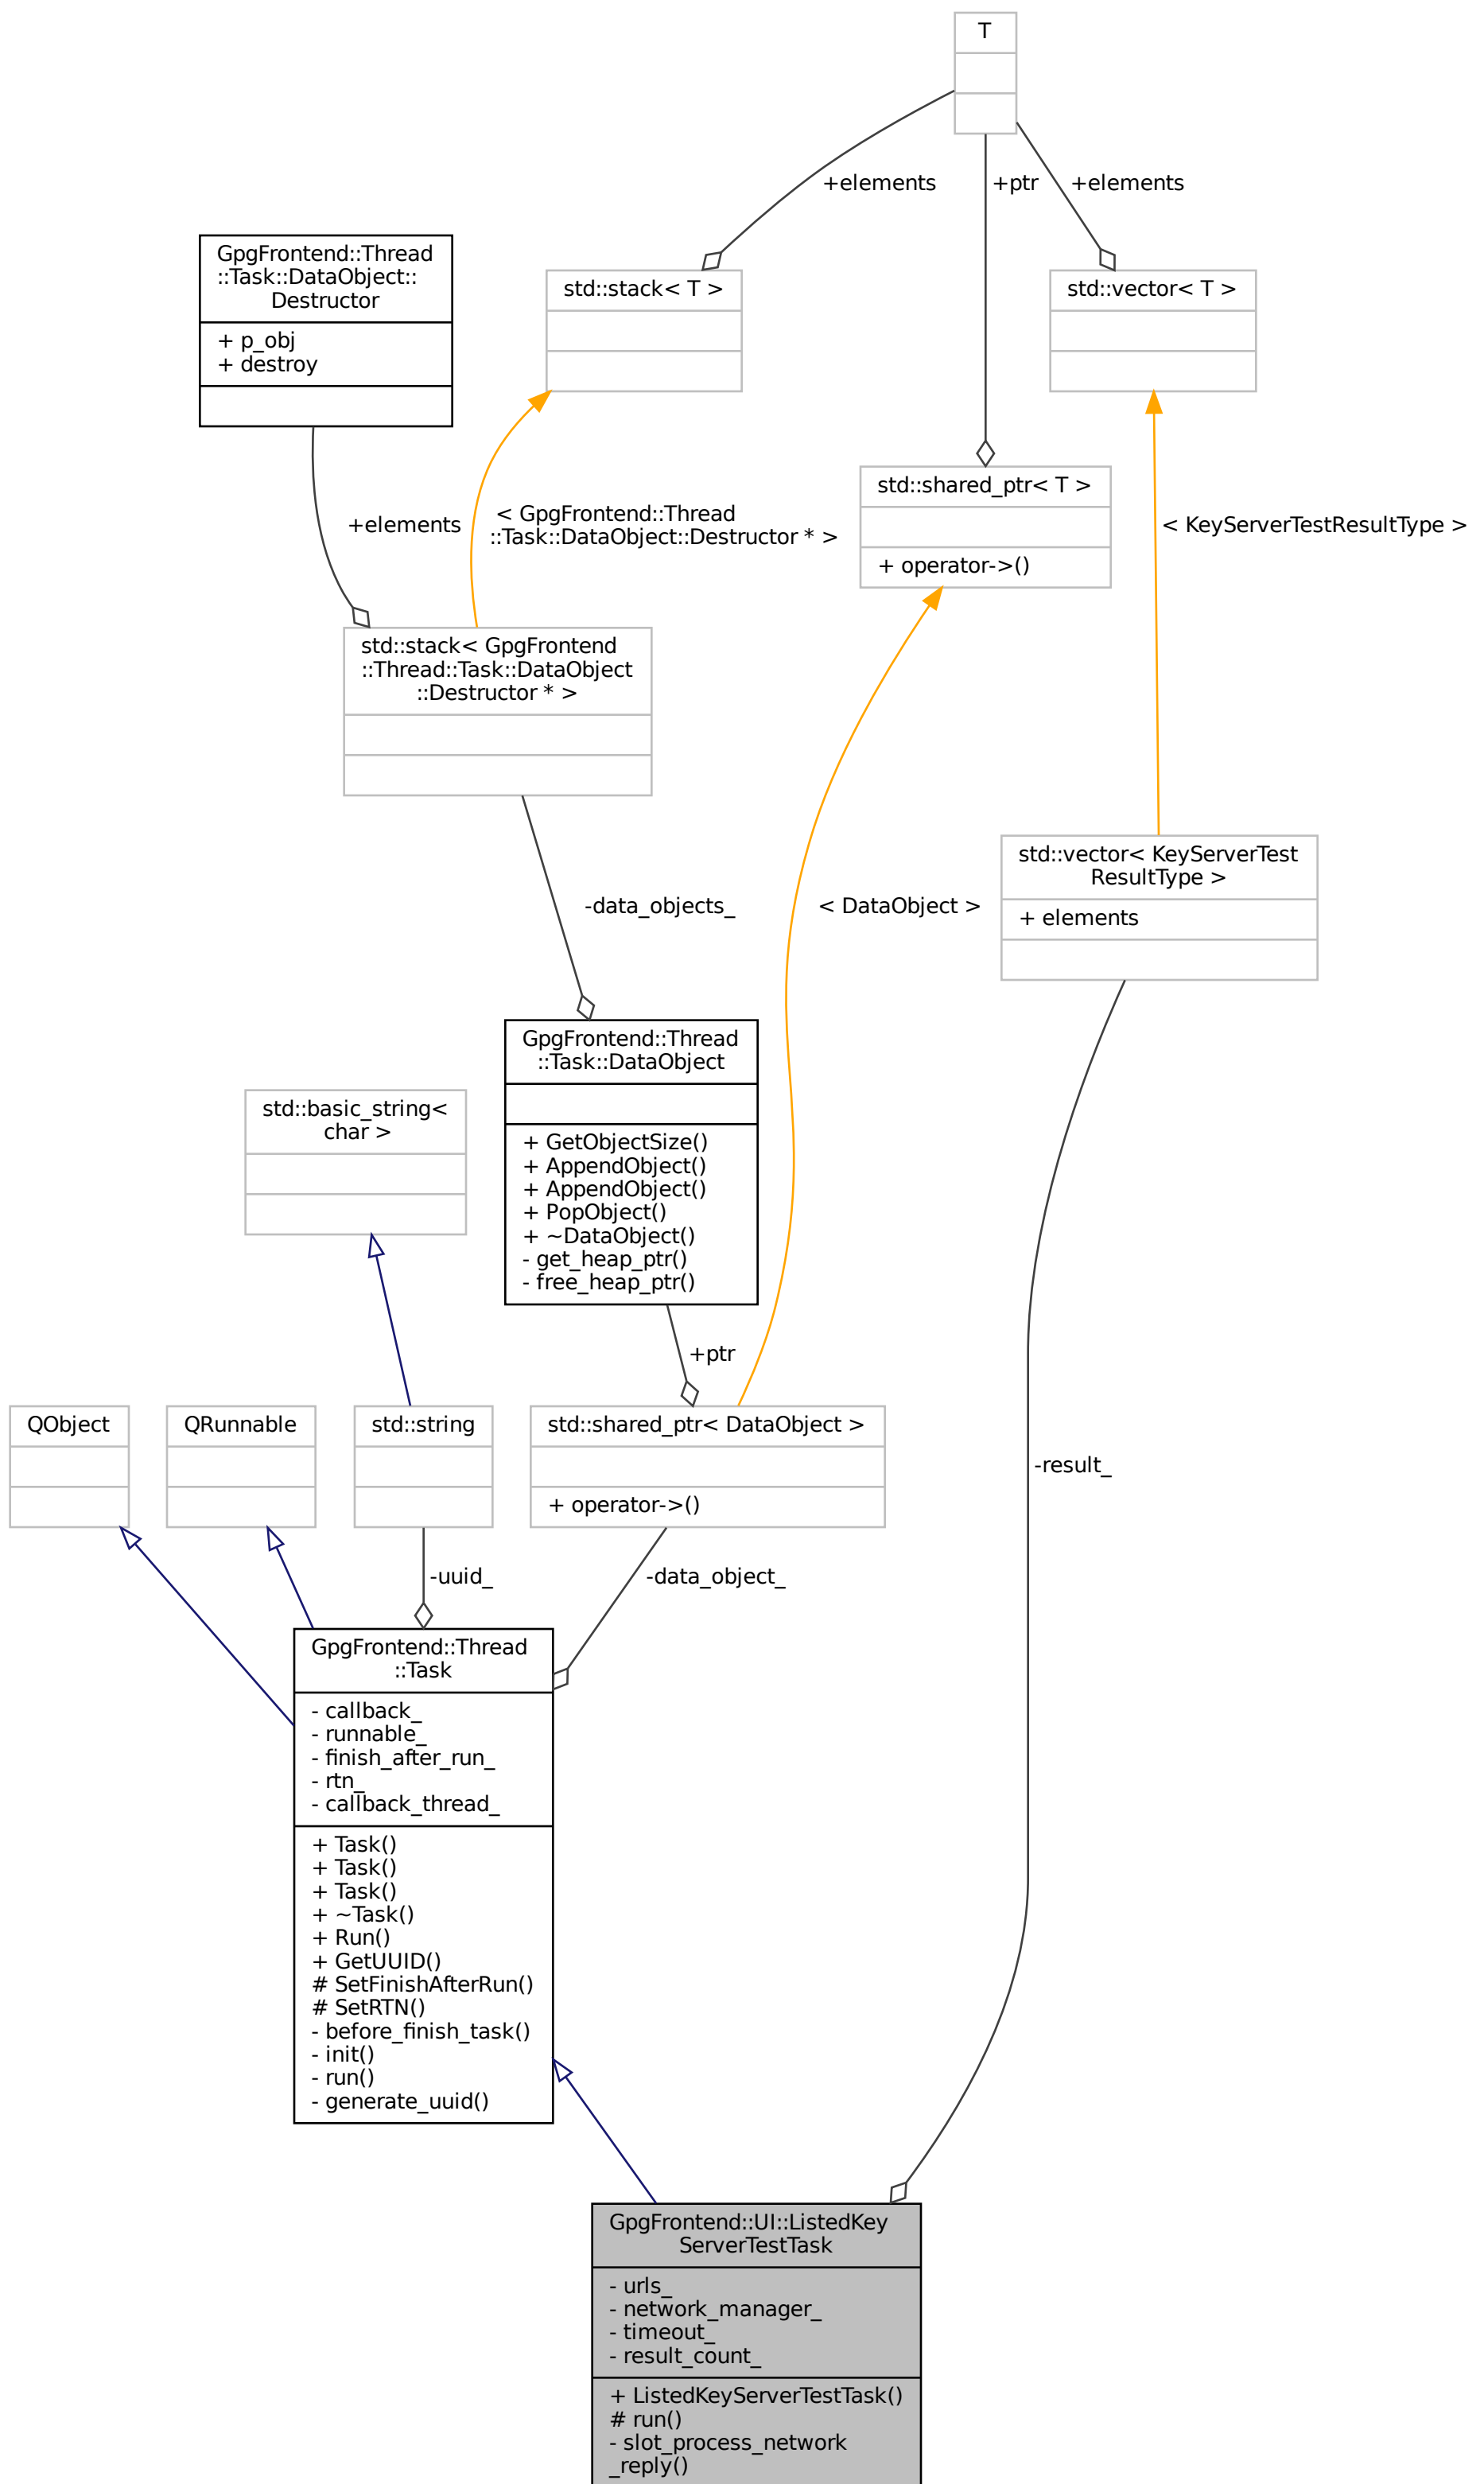 T
+elements
+ptr
+elements
GpgFrontend::Thread
::Task::DataObject::
Destructor
+ p_obj
+ destroy
std::stack< T >
std::vector< T >
std::shared_ptr< T >
+ operator->()
+elements
< GpgFrontend::Thread
::Task::DataObject::Destructor * >
< KeyServerTestResultType >
std::stack< GpgFrontend
::Thread::Task::DataObject
::Destructor * >
std::vector< KeyServerTest
ResultType >
+ elements
-data_objects_
< DataObject >
GpgFrontend::Thread
::Task::DataObject
+ GetObjectSize()
+ AppendObject()
+ AppendObject()
+ PopObject()
+ ~DataObject()
- get_heap_ptr()
- free_heap_ptr()
std::basic_string<
char >
+ptr
QObject
QRunnable
std::string
std::shared_ptr< DataObject >
+ operator->()
-result_
-uuid_
-data_object_
GpgFrontend::Thread
::Task
- callback_
- runnable_
- finish_after_run_
- rtn_
- callback_thread_
+ Task()
+ Task()
+ Task()
+ ~Task()
+ Run()
+ GetUUID()
# SetFinishAfterRun()
# SetRTN()
- before_finish_task()
- init()
- run()
- generate_uuid()
GpgFrontend::UI::ListedKey
ServerTestTask
- urls_
- network_manager_
- timeout_
- result_count_
+ ListedKeyServerTestTask()
# run()
- slot_process_network
_reply()